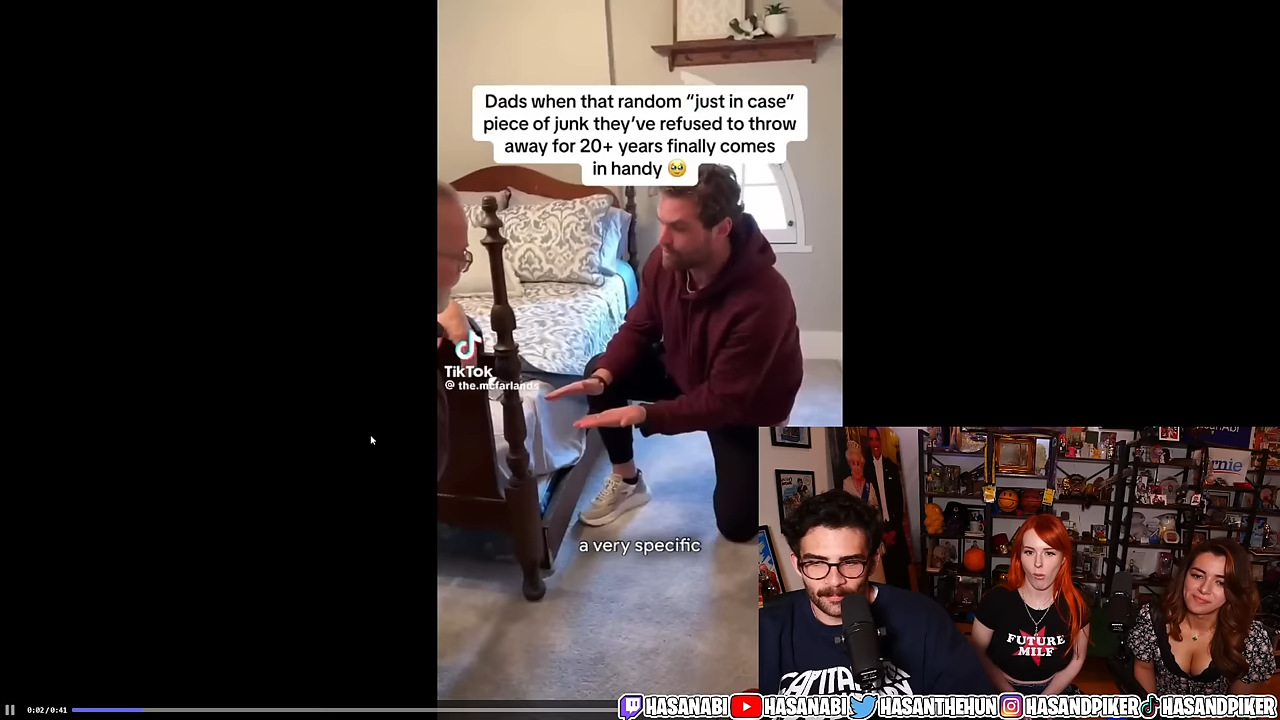 Dads when that random “just in case”
piece of junk they’ve refused to throw
away for 20+ years finally comes
in handy 🥹
TikTok
@ the.mcfarlands
a very specific
FUTURE
MILF
0:02/0:41
HASANABI HASANABI HASANTHEHUN HASANDPIKER HASANDPIKER